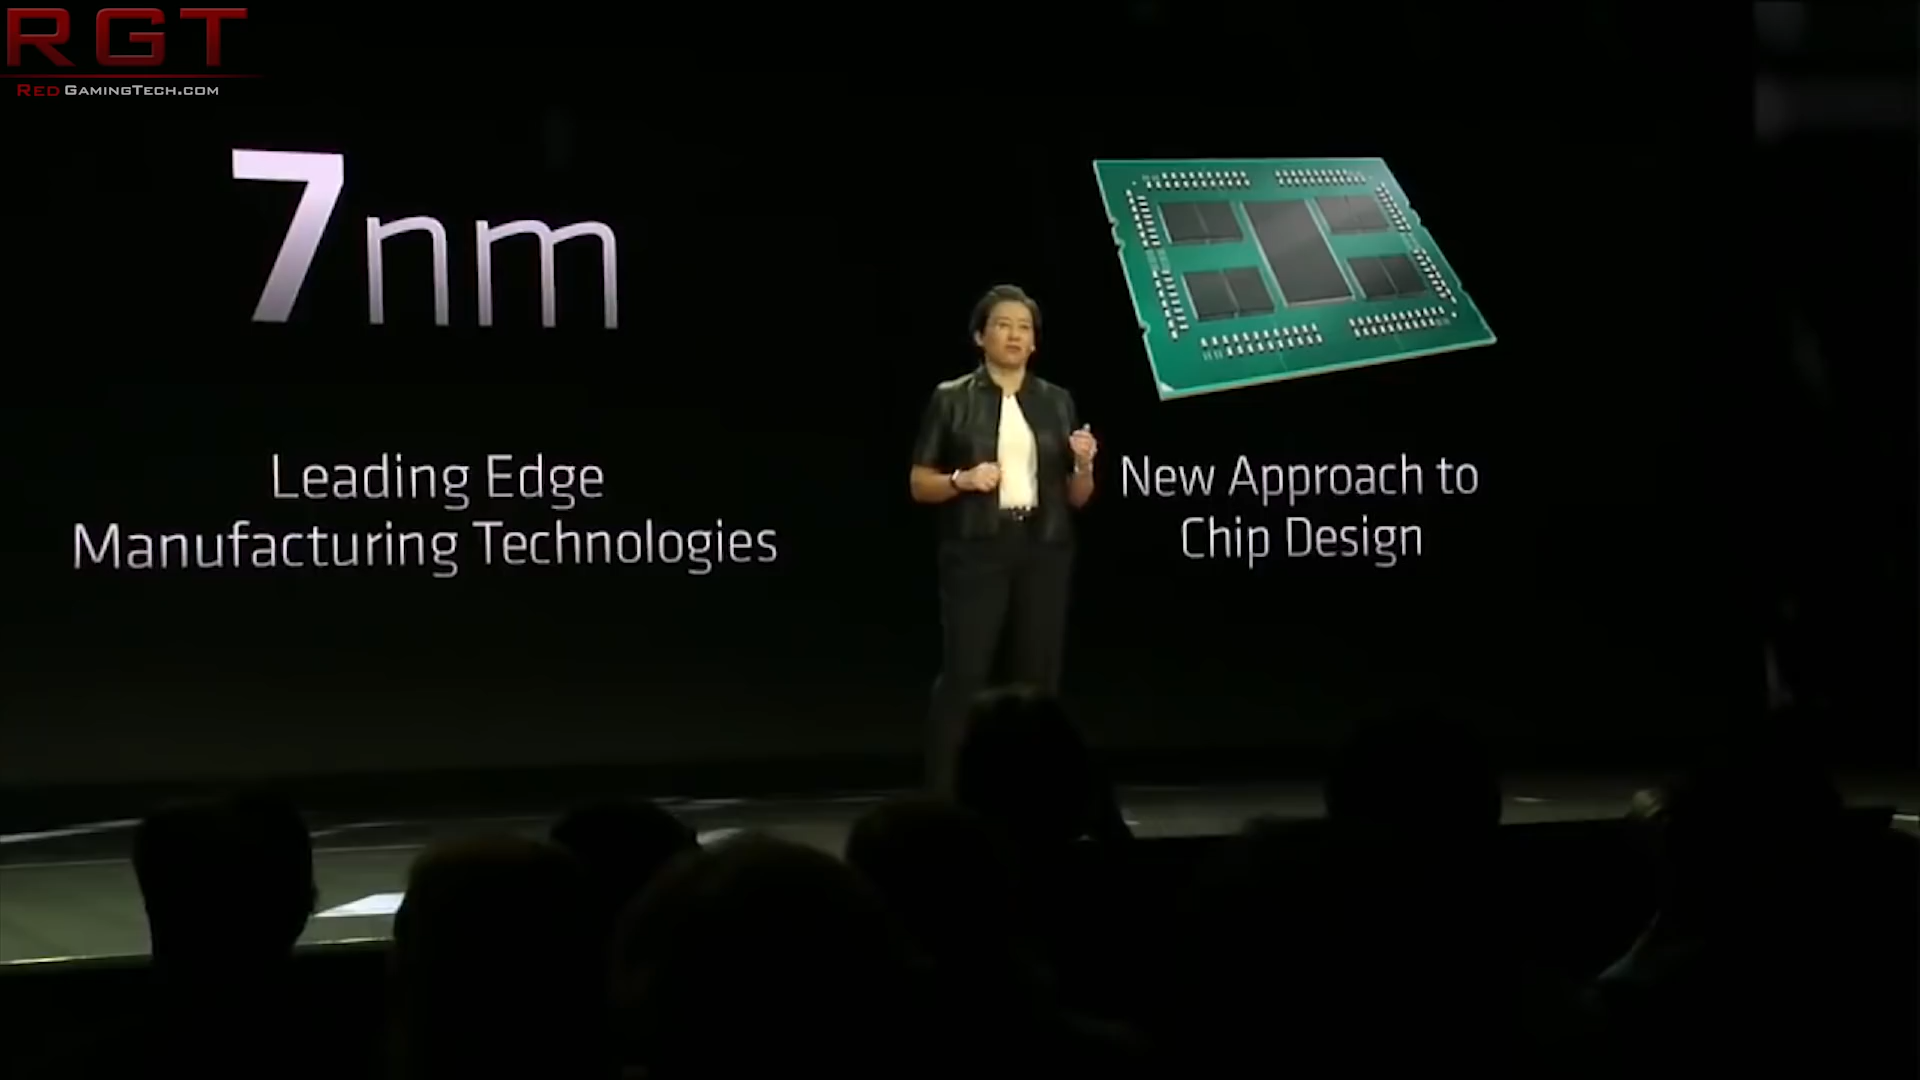 RGT
RedGamingTech.com
7nm
Leading Edge
Manufacturing Technologies
New Approach to
Chip Design